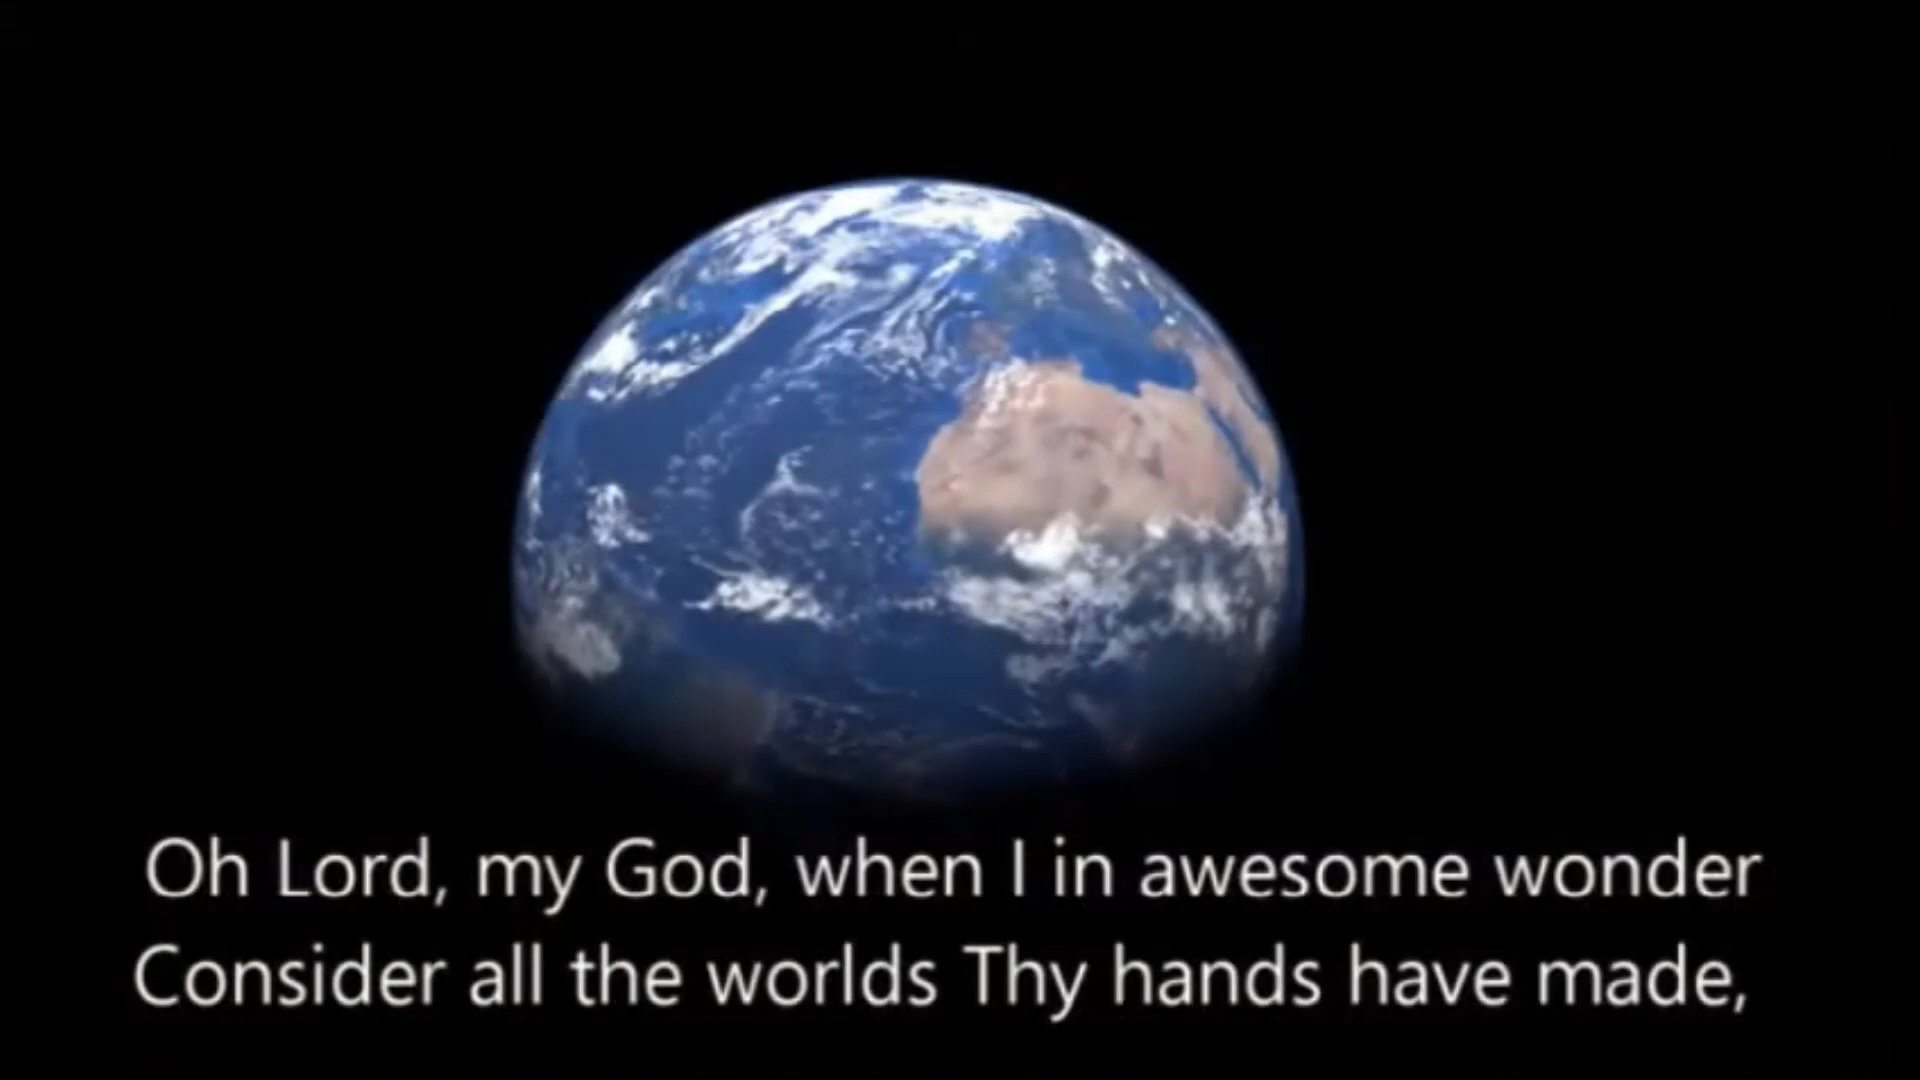 Oh Lord, my God, when I in awesome wonder
Consider all the worlds Thy hands have made,